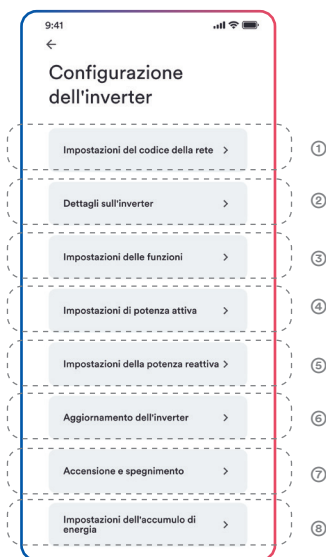 9:41
Configurazione
dell'inverter
Impostazioni del codice della rete >
1
Dettagli sull'inverter >
2
Impostazioni delle funzioni >
3
Impostazioni di potenza attiva >
4
Impostazioni della potenza reattiva >
5
Aggiornamento dell'inverter >
6
Accensione e spegnimento >
7
Impostazioni dell'accumulo di
energia >
8